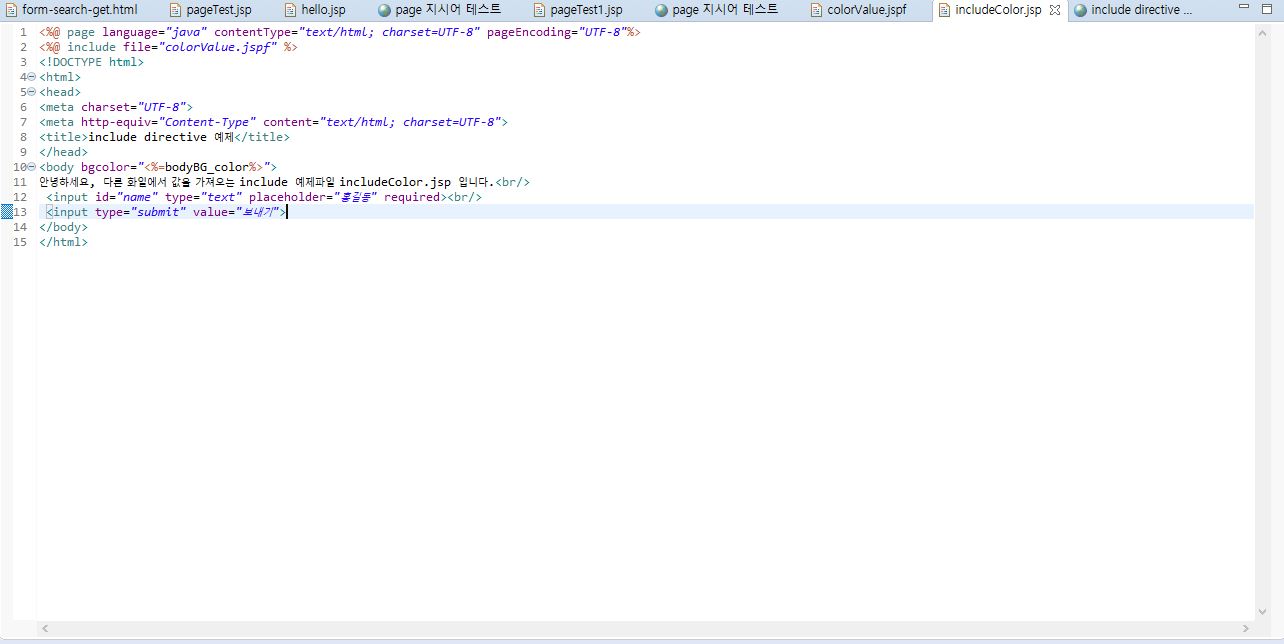 form-search-get.html pageTest.jsp hello.jsp page 지시어 테스트 pageTest1.jsp page 지시어 테스트 colorValue.jspf includeColor.jsp include directive ...
1 <%@ page language="java" contentType="text/html; charset=UTF-8" pageEncoding="UTF-8"%>
2 <%@ include file="colorValue.jspf" %>
3 <!DOCTYPE html>
4 <html>
5 <head>
6 <meta charset="UTF-8">
7 <meta http-equiv="Content-Type" content="text/html; charset=UTF-8">
8 <title>include directive 예제</title>
9 </head>
10 <body bgcolor="<%=bodyBG_color%>">
11 안녕하세요, 다른 화일에서 값을 가져오는 include 예제파일 includeColor.jsp 입니다.<br/>
12 <input id="name" type="text" placeholder="홍길동" required><br/>
13 <input type="submit" value="보내기">
14 </body>
15 </html>